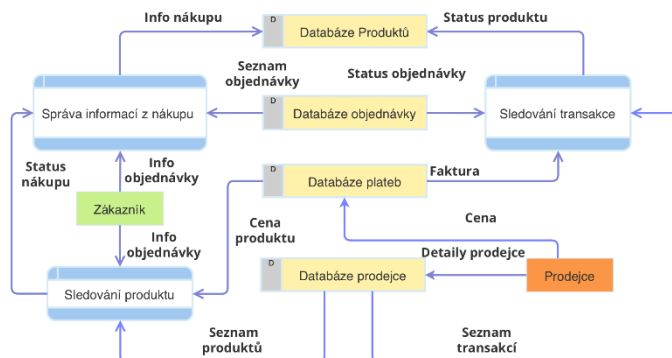 Info nákupu
D
Databáze Produktů
Status produktu
Seznam
objednávky
Status objednávky
Správa informací z nákupu
D
Databáze objednávky
Sledování transakce
Status
nákupu
Info
objednávky
D
Databáze plateb
Faktura
Zákazník
Cena
produktu
Cena
Info
objednávky
Detaily prodejce
D
Databáze prodejce
Prodejce
Sledování produktu
Seznam
produktů
Seznam
transakcí